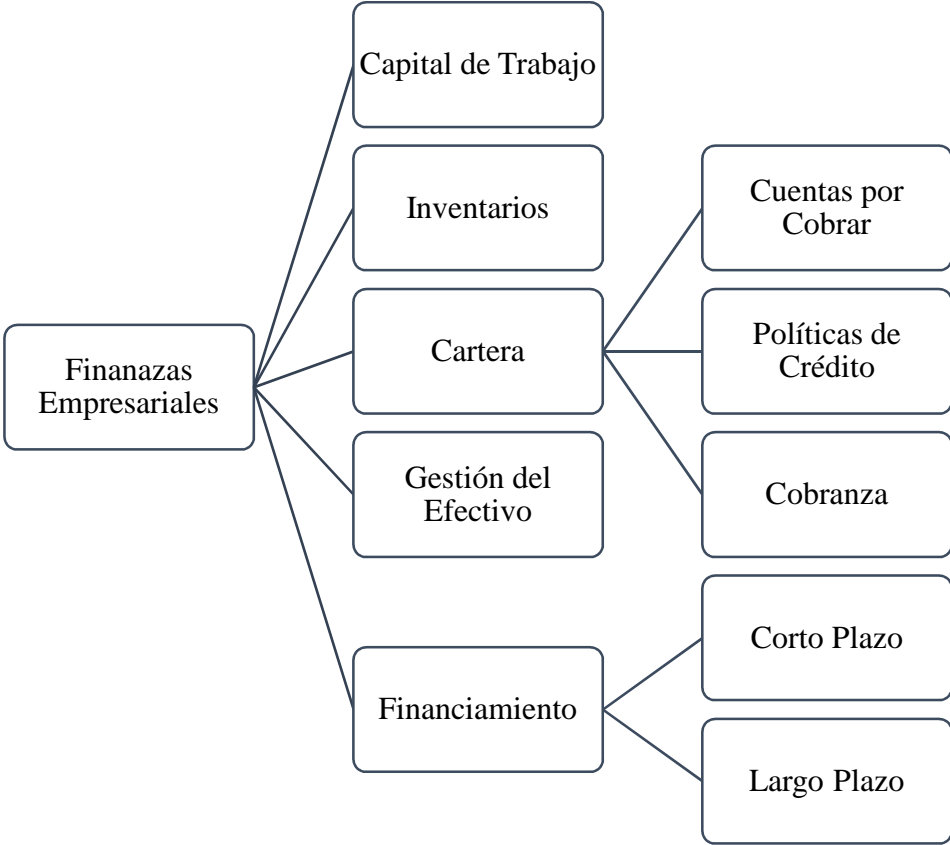 Capital de Trabajo
Inventarios
Cuentas por
Cobrar
Finanazas
Empresariales
Cartera
Políticas de
Crédito
Gestión del
Efectivo
Cobranza
Financiamiento
Corto Plazo
Largo Plazo